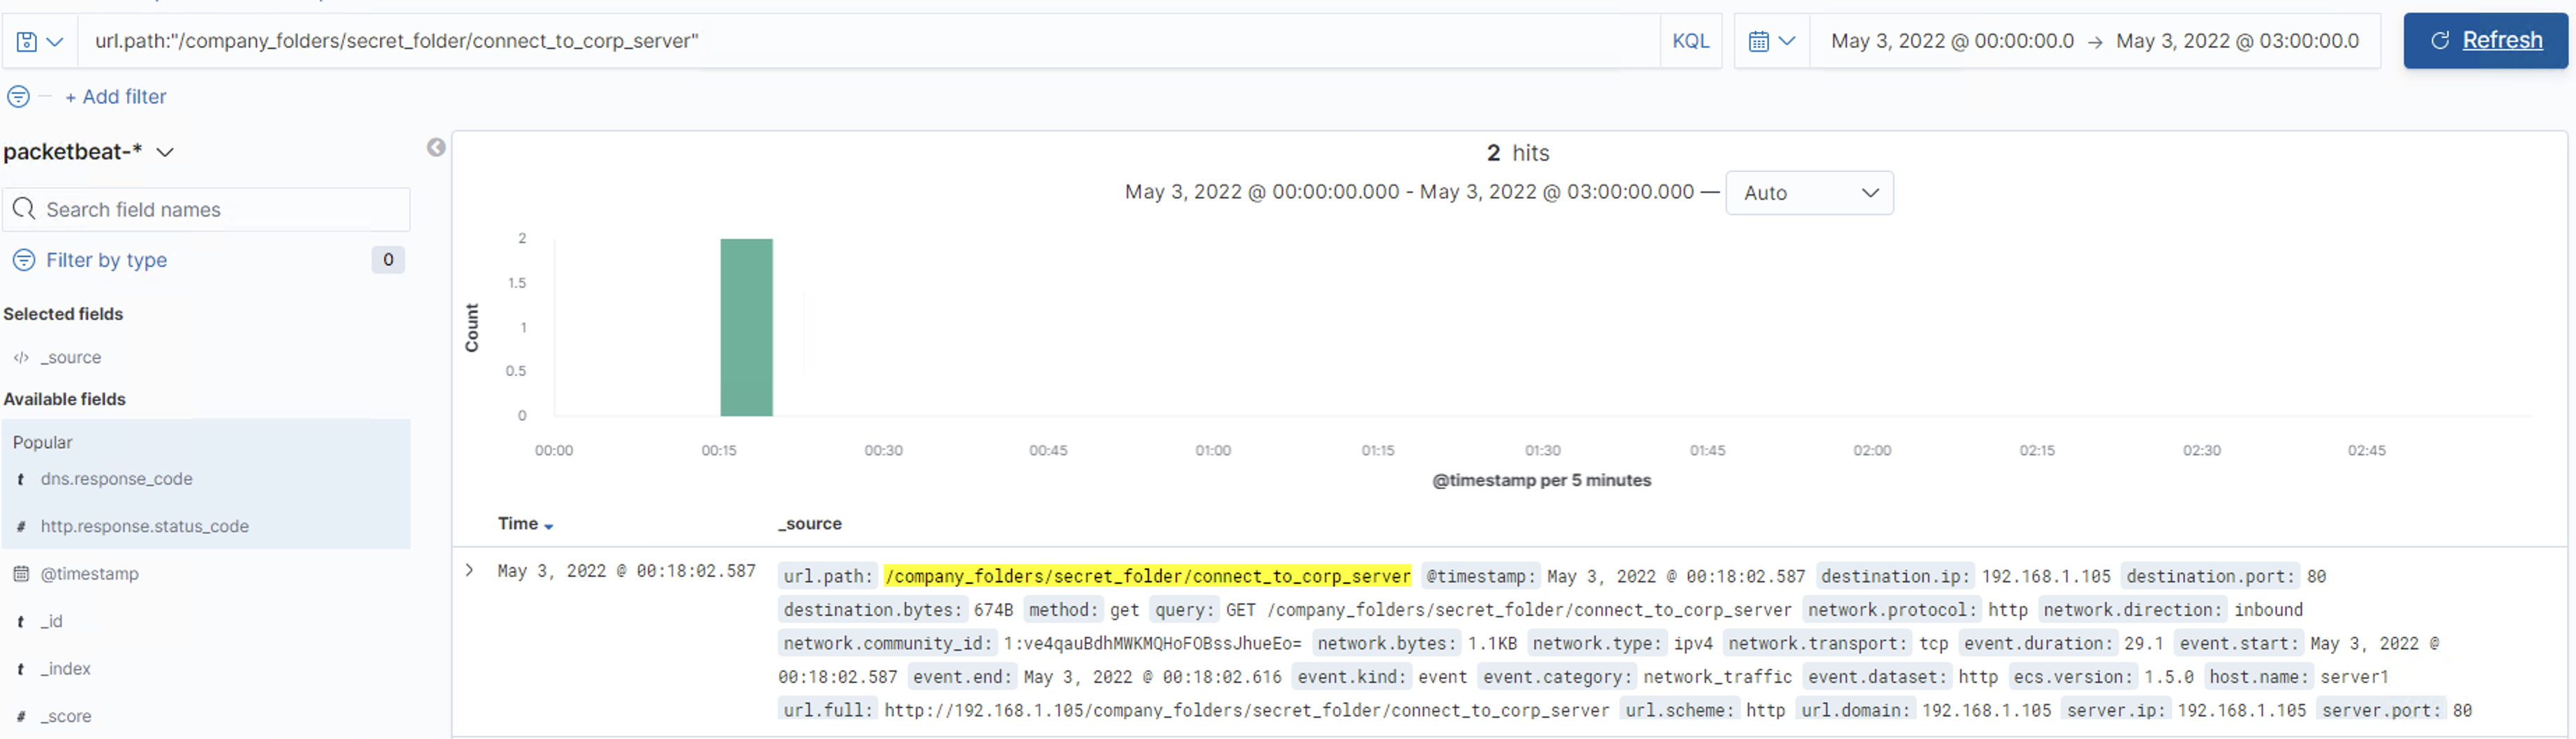 url.path:"/company_folders/secret_folder/connect_to_corp_server"
KQL
May 3, 2022 @ 00:00:00.0 → May 3, 2022 @ 03:00:00.0
Refresh
+ Add filter
packetbeat-*
Search field names
Filter by type 0
Selected fields
_source
Available fields
Popular
t dns.response_code
# http.response.status_code
@timestamp
t _id
t _index
# _score
2 hits
May 3, 2022 @ 00:00:00.000 - May 3, 2022 @ 03:00:00.000 — Auto
Count
2
1.5
1
0.5
0
00:00 00:15 00:30 00:45 01:00 01:15 01:30 01:45 02:00 02:15 02:30 02:45
@timestamp per 5 minutes
Time _source
May 3, 2022 @ 00:18:02.587
url.path: /company_folders/secret_folder/connect_to_corp_server @timestamp: May 3, 2022 @ 00:18:02.587 destination.ip: 192.168.1.105 destination.port: 80
destination.bytes: 674B method: get query: GET /company_folders/secret_folder/connect_to_corp_server network.protocol: http network.direction: inbound
network.community_id: 1:ve4qauBdhMWKMQHoFOBssJhueEo= network.bytes: 1.1KB network.type: ipv4 network.transport: tcp event.duration: 29.1 event.start: May 3, 2022 @
00:18:02.587 event.end: May 3, 2022 @ 00:18:02.616 event.kind: event event.category: network_traffic event.dataset: http ecs.version: 1.5.0 host.name: server1
url.full: http://192.168.1.105/company_folders/secret_folder/connect_to_corp_server url.scheme: http url.domain: 192.168.1.105 server.ip: 192.168.1.105 server.port: 80